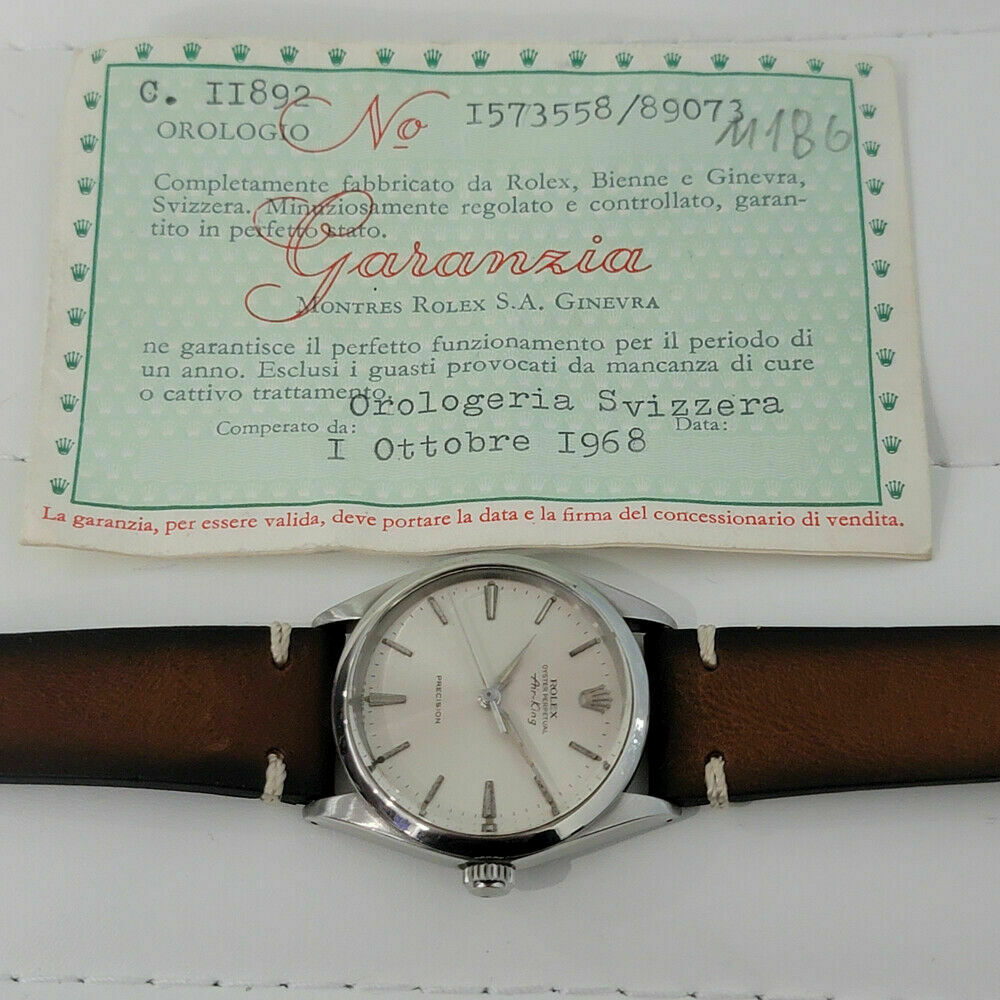 C. II892
I573558/89073
OROLOGIO No
Completamente fabbricato da Rolex, Bienne e Ginevra,
Svizzera. Minuziosamente regolato e controllato, garan-
tito in perfetto stato.
Garanzia
MONTRES ROLEX S.A. GINEVRA
ne garantisce il perfetto funzionamento per il periodo di
un anno. Esclusi i guasti provocati da mancanza di cure
o cattivo trattamento.
Orologeria Svizzera
Comperato da: Data:
I Ottobre I968
La garanzia, per essere valida, deve portare la data e la firma del concessionario di vendita.
ROLEX
OYSTER PERPETUAL
Air-King
PRECISION